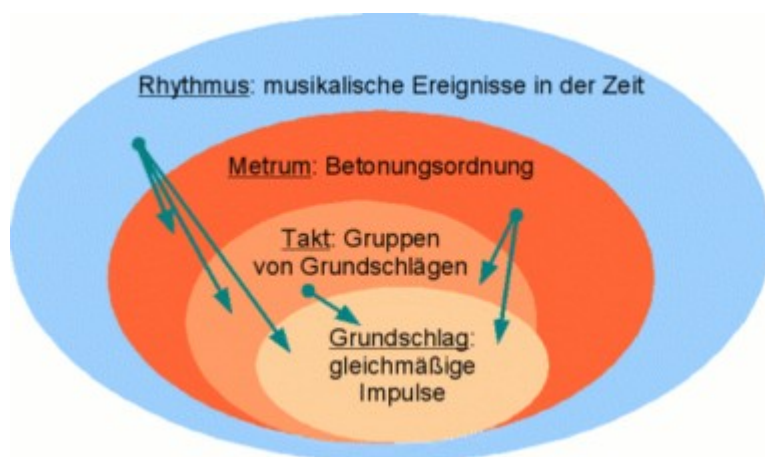 Rhythmus: musikalische Ereignisse in der Zeit
Metrum: Betonungsordnung
Takt: Gruppen
von Grundschlägen
Grundschlag:
gleichmäßige
Impulse